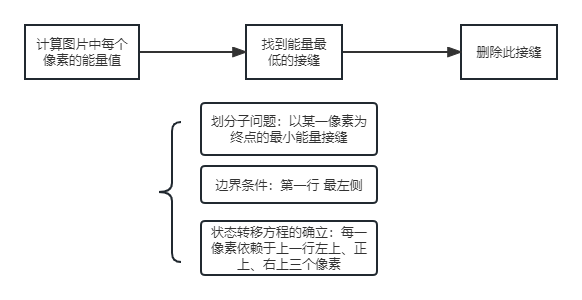 计算图片中每个
像素的能量值
找到能量最
低的接缝
删除此接缝
划分子问题：以某一像素为
终点的最小能量接缝
边界条件：第一行 最左侧
状态转移方程的确立：每一
像素依赖于上一行左上、正
上、右上三个像素